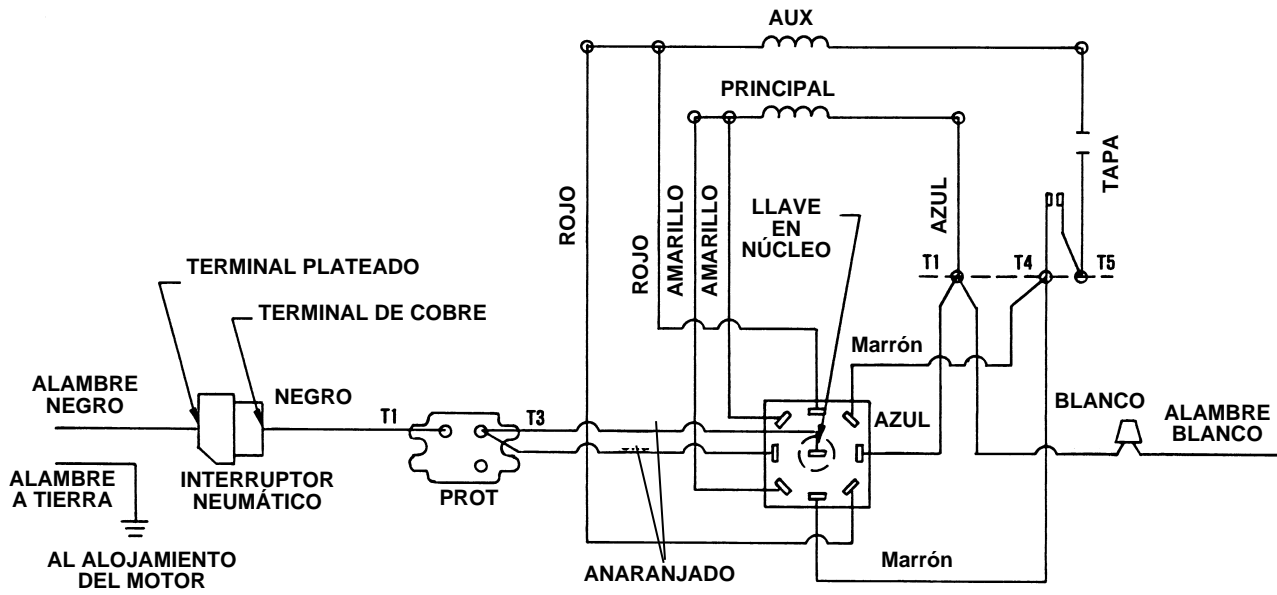 AUX
PRINCIPAL
TAPA
ROJO
ROJO
AMARILLO
AMARILLO
LLAVE
EN
NÚCLEO
AZUL
T1
T4
T5
TERMINAL PLATEADO
TERMINAL DE COBRE
Marrón
ALAMBRE
NEGRO
NEGRO
T1
T3
AZUL
BLANCO
ALAMBRE
BLANCO
ALAMBRE
A TIERRA
INTERRUPTOR
NEUMÁTICO
PROT
AL ALOJAMIENTO
DEL MOTOR
ANARANJADO
Marrón